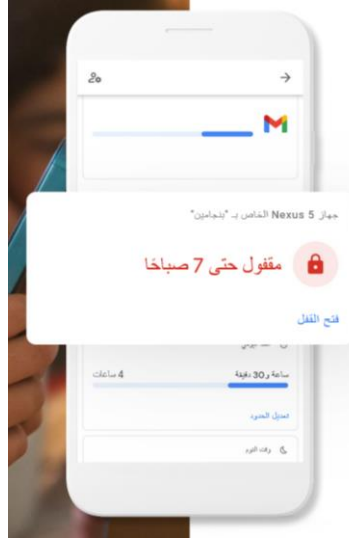 جهاز Nexus 5 الخاص بـ "بنجامين"
مقفول حتى 7 صباحًا
فتح القفل
ساعة و 30 دقيقة
4 ساعات
تعديل الحدود
وقت النوم